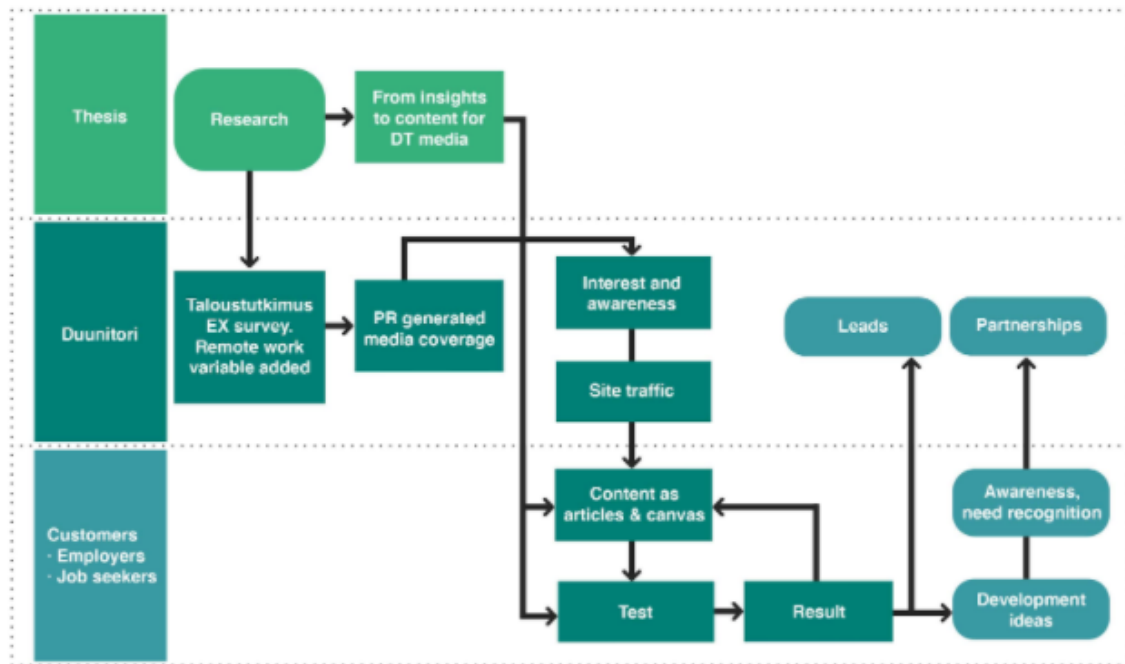 Thesis
Research
From insights
to content for
DT media
Duunitori
Taloustutkimus
EX survey.
Remote work
variable added
PR generated
media coverage
Interest and
awareness
Site traffic
Leads
Partnerships
Customers
· Employers
· Job seekers
Content as
articles & canvas
Test
Result
Awareness,
need recognition
Development
ideas